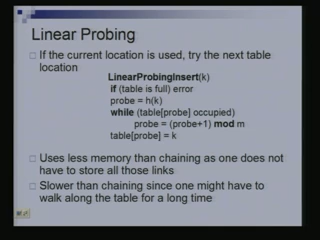 Linear Probing
If the current location is used, try the next table
location
LinearProbingInsert(k)
if (table is full) error
probe = h(k)
while (table[probe] occupied)
probe = (probe+1) mod m
table[probe] = k
Uses less memory than chaining as one does not
have to store all those links
Slower than chaining since one might have to
walk along the table for a long time